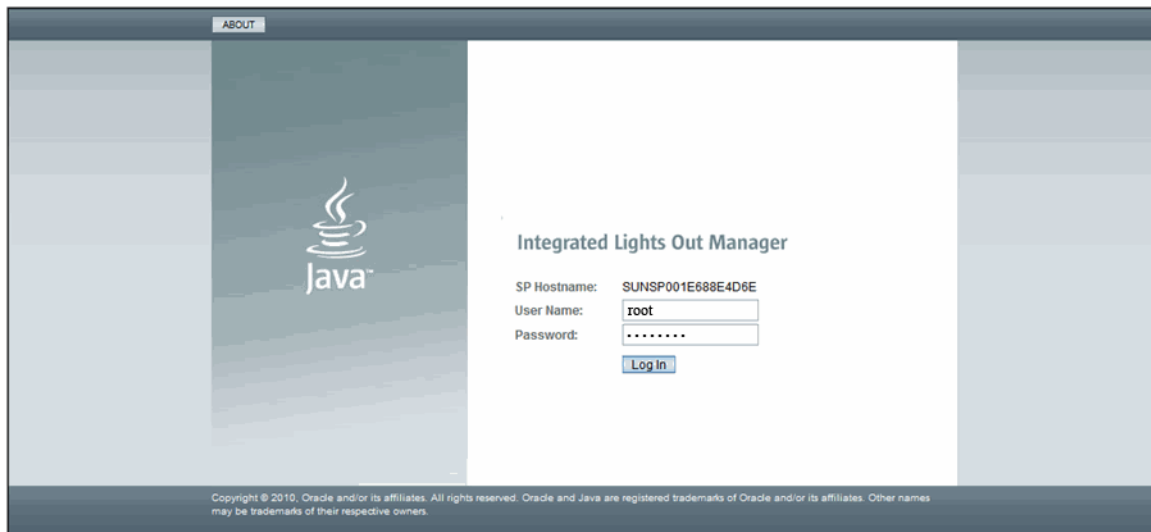 ABOUT
Java™
Integrated Lights Out Manager
SP Hostname: SUNSP001E688E4D6E
User Name: root
Password: ••••••••
Log In
Copyright © 2010, Oracle and/or its affiliates. All rights reserved. Oracle and Java are registered trademarks of Oracle and/or its affiliates. Other names
may be trademarks of their respective owners.